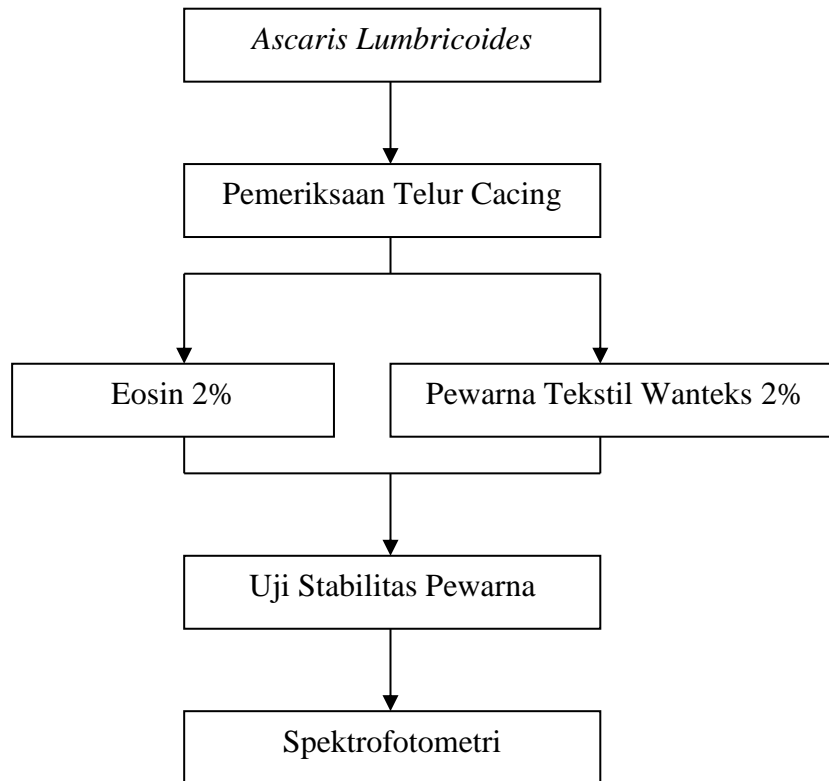 Ascaris Lumbricoides
Pemeriksaan Telur Cacing
Eosin 2%
Pewarna Tekstil Wanteks 2%
Uji Stabilitas Pewarna
Spektrofotometri